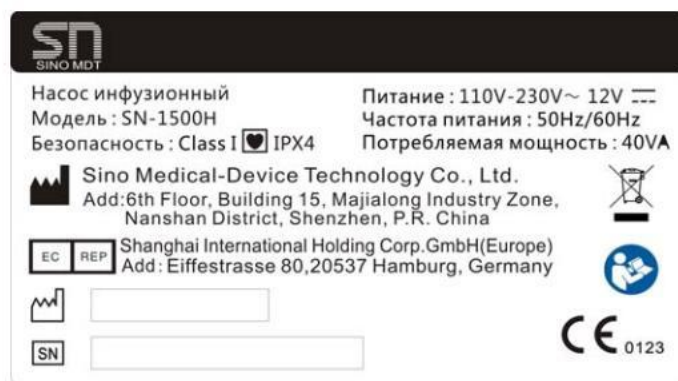 SN
SINO MDT
Насос инфузионный
Модель : SN-1500H
Безопасность : Class I IPX4
Питание : 110V-230V～ 12V
Частота питания : 50Hz/60Hz
Потребляемая мощность : 40VA
Sino Medical-Device Technology Co., Ltd.
Add:6th Floor, Building 15, Majialong Industry Zone,
Nanshan District, Shenzhen, P.R. China
EC REP
Shanghai International Holding Corp.GmbH(Europe)
Add : Eiffestrasse 80,20537 Hamburg, Germany
SN
CE 0123